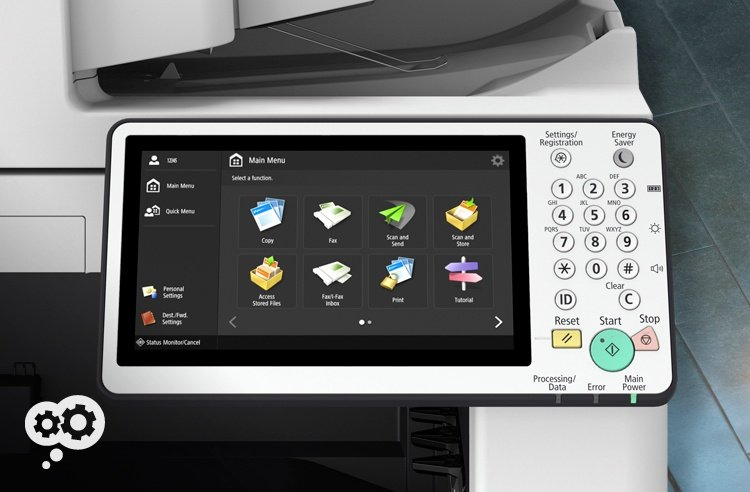 12345
Main Menu
Quick Menu
Personal
Settings
Dest./Fwd.
Settings
Status Monitor/Cancel
Main Menu
Select a function.
Copy
Fax
Scan and
Send
Scan and
Store
Access
Stored Files
Fax/I-Fax
Inbox
Print
Tutorial
Settings/
Registration
Energy
Saver
ABC DEF
1 2 3
GHI JKL MNO
4 5 6
PQRS TUV WXYZ
7 8 9
* 0 #
Clear
ID C
Reset Start Stop
Processing/
Data
Error
Main
Power